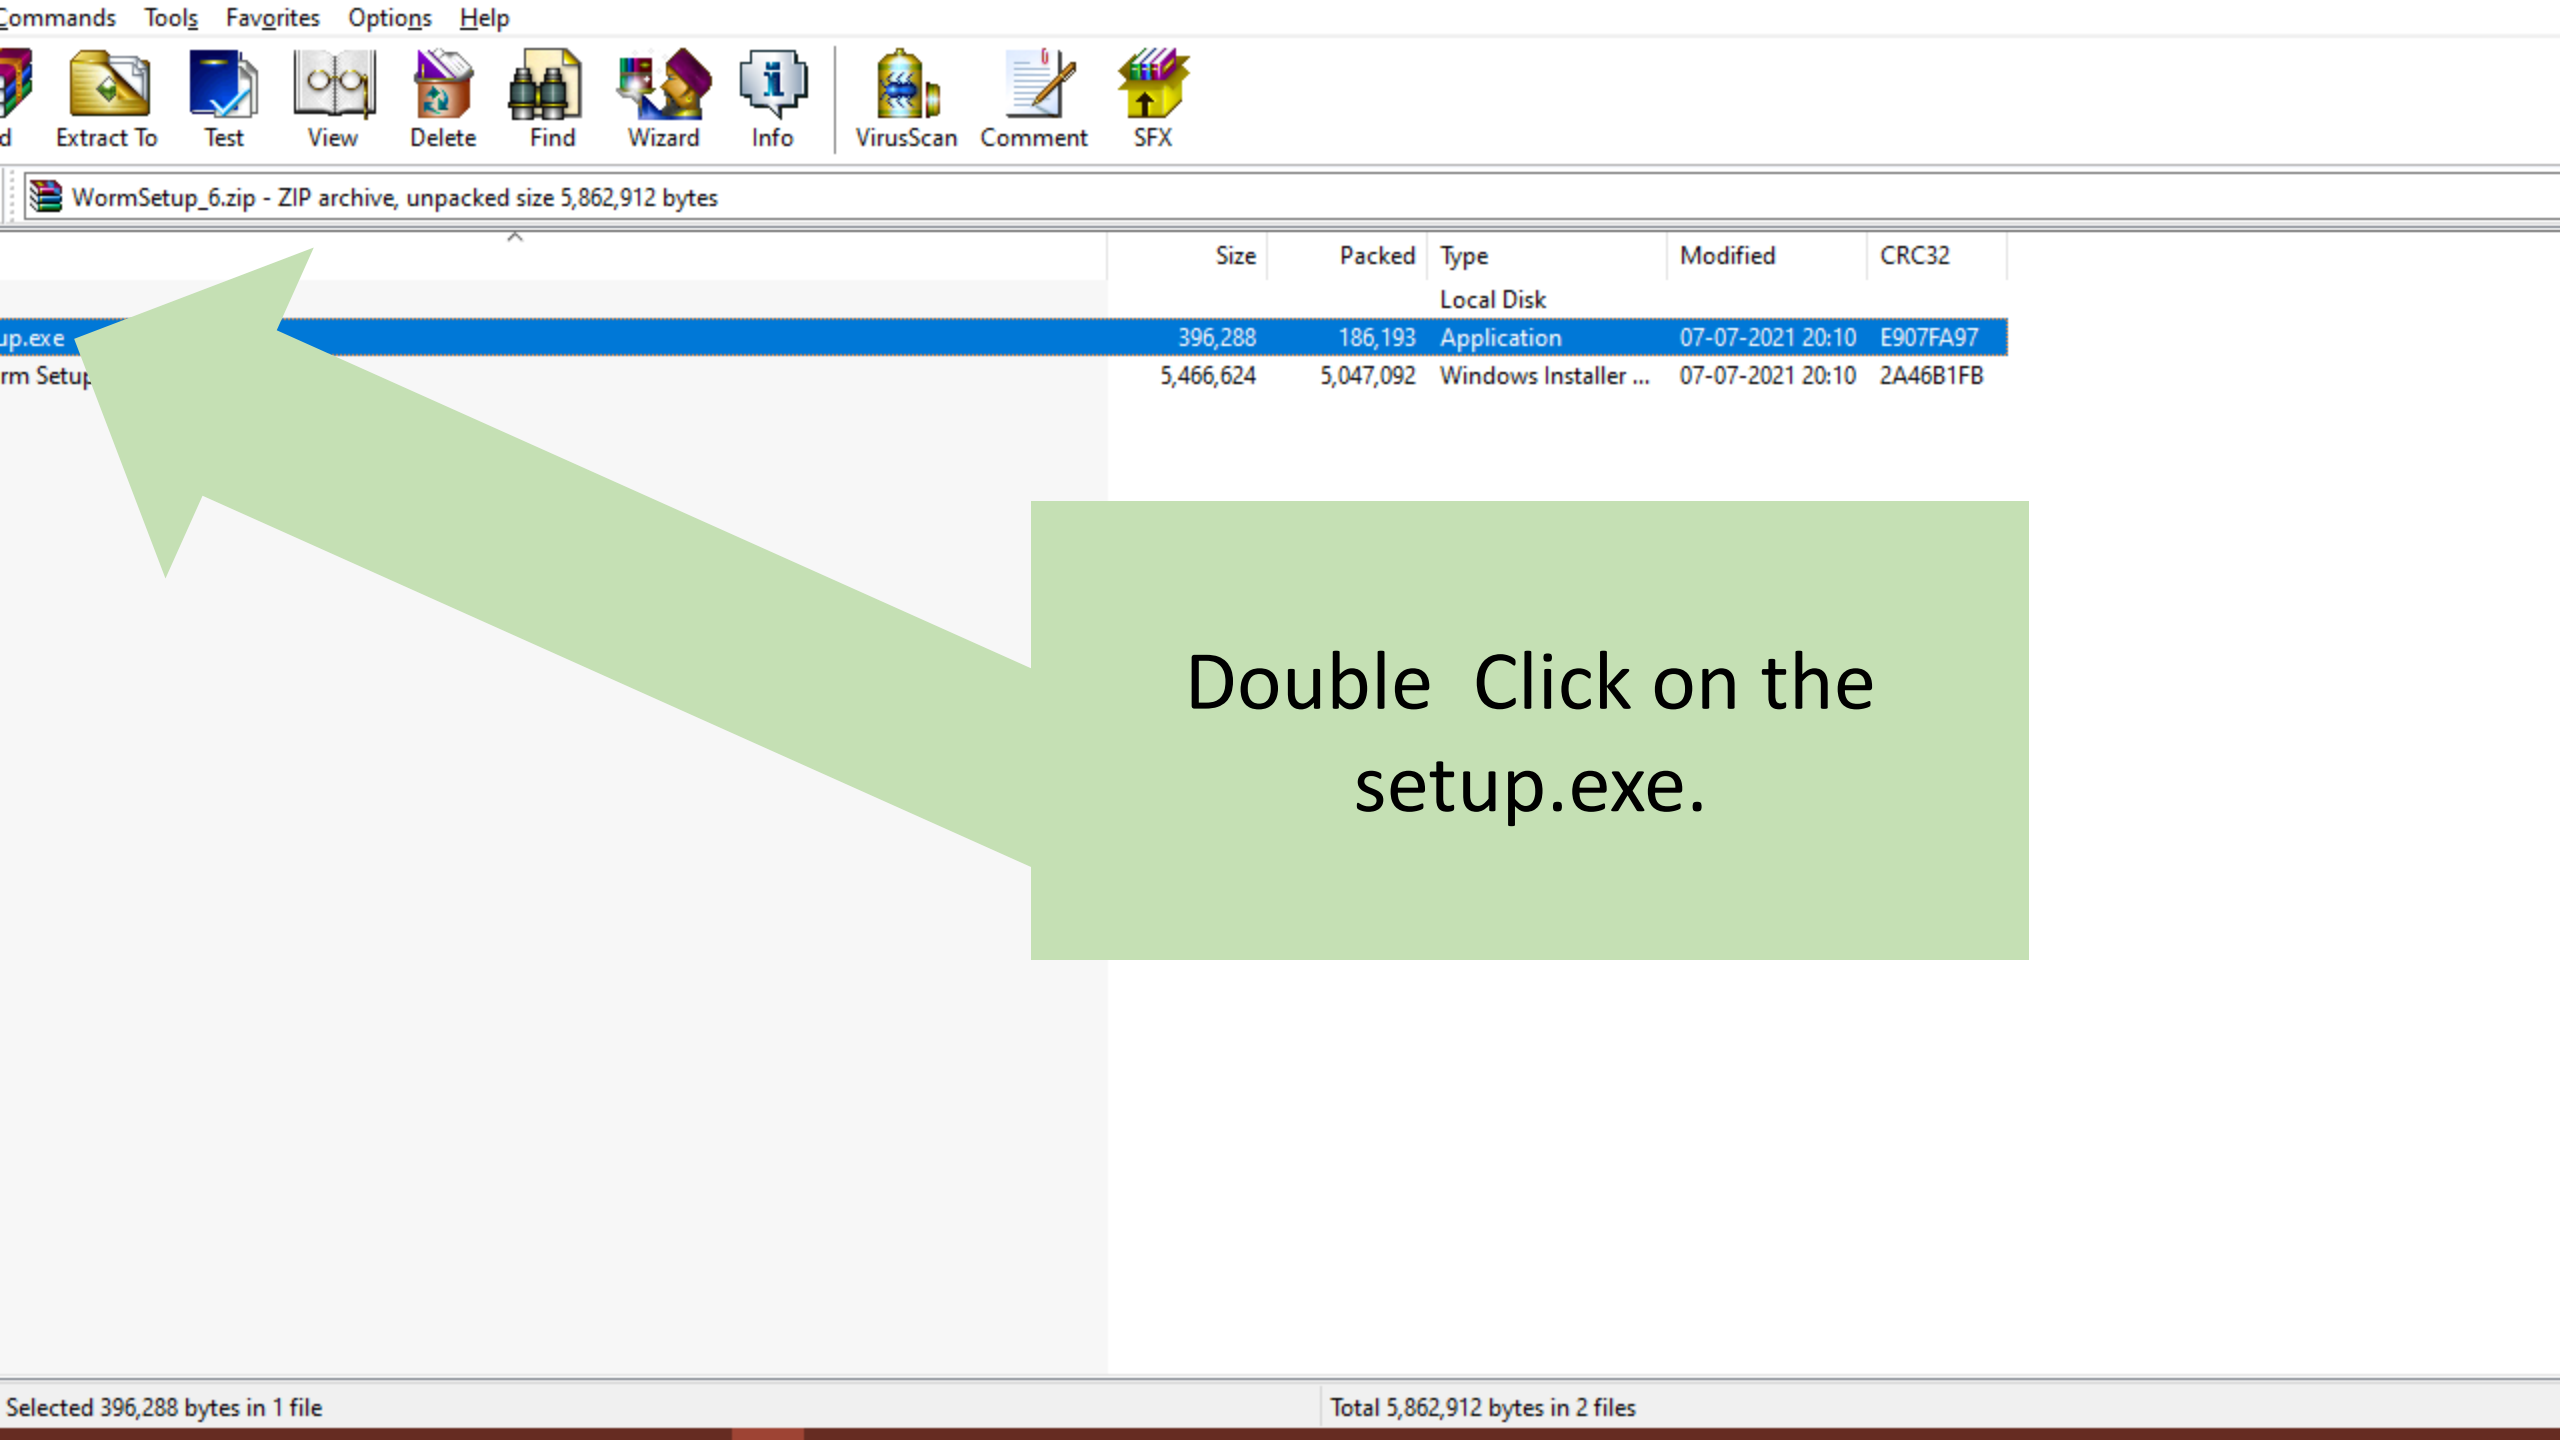 Commands Tools Favorites Options Help
Extract To Test View Delete Find Wizard Info VirusScan Comment SFX
WormSetup_6.zip - ZIP archive, unpacked size 5,862,912 bytes
Size Packed Type Modified CRC32
Local Disk
up.exe 396,288 186,193 Application 07-07-2021 20:10 E907FA97
rm Setup 5,466,624 5,047,092 Windows Installer ... 07-07-2021 20:10 2A46B1FB
Double Click on the
setup.exe.
Selected 396,288 bytes in 1 file Total 5,862,912 bytes in 2 files